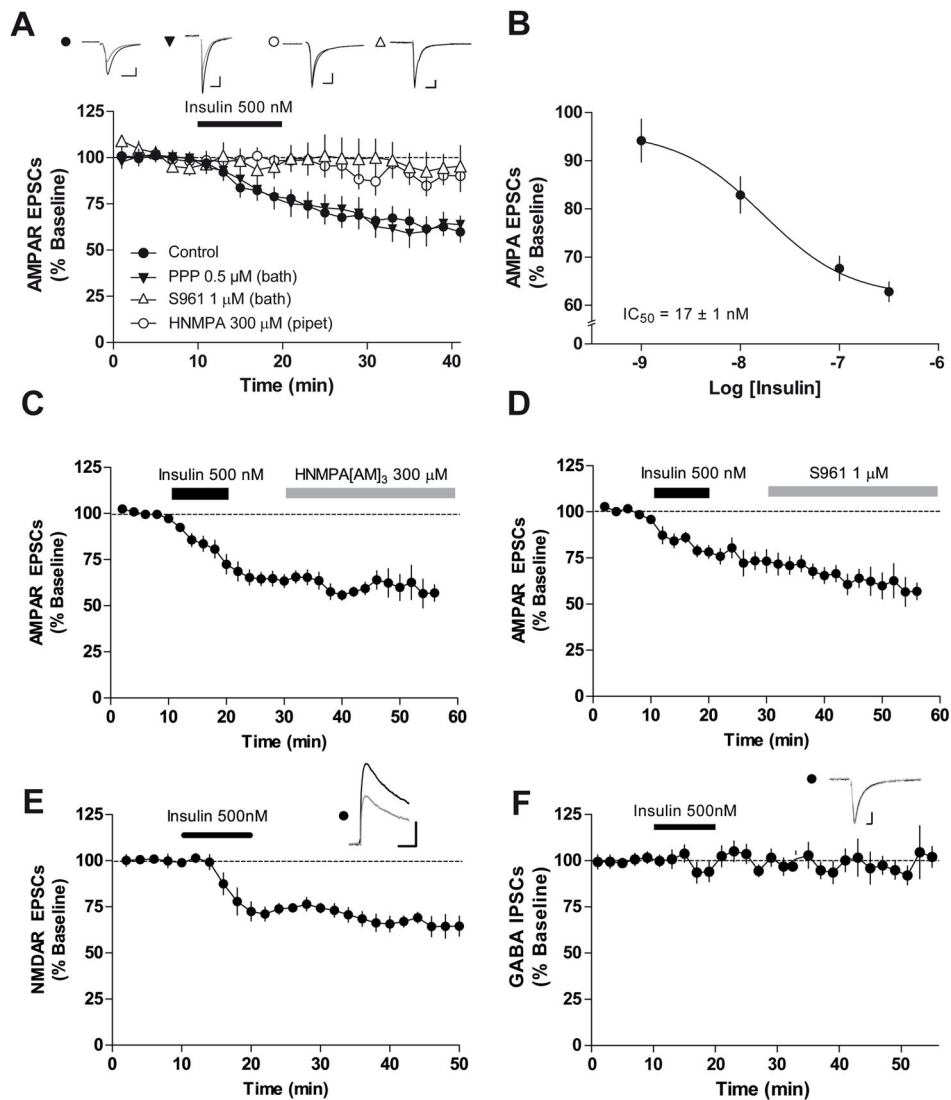 A
Insulin 500 nM
AMPAR EPSCs
(% Baseline)
125
100
75
50
25
0
Control
PPP 0.5 µM (bath)
S961 1 µM (bath)
HNMPA 300 µM (pipet)
0 10 20 30 40
Time (min)
B
AMPA EPSCs
(% Baseline)
100
90
80
70
60
0
IC50 = 17 ± 1 nM
-9 -8 -7 -6
Log [Insulin]
C
Insulin 500 nM
HNMPA[AM]3 300 µM
AMPAR EPSCs
(% Baseline)
125
100
75
50
25
0
0 10 20 30 40 50 60
Time (min)
D
Insulin 500 nM
S961 1 µM
AMPAR EPSCs
(% Baseline)
125
100
75
50
25
0
0 10 20 30 40 50 60
Time (min)
E
Insulin 500nM
NMDAR EPSCs
(% Baseline)
125
100
75
50
25
0
0 10 20 30 40 50
Time (min)
F
Insulin 500nM
GABA IPSCs
(% Baseline)
125
100
75
50
25
0
0 10 20 30 40 50
Time (min)